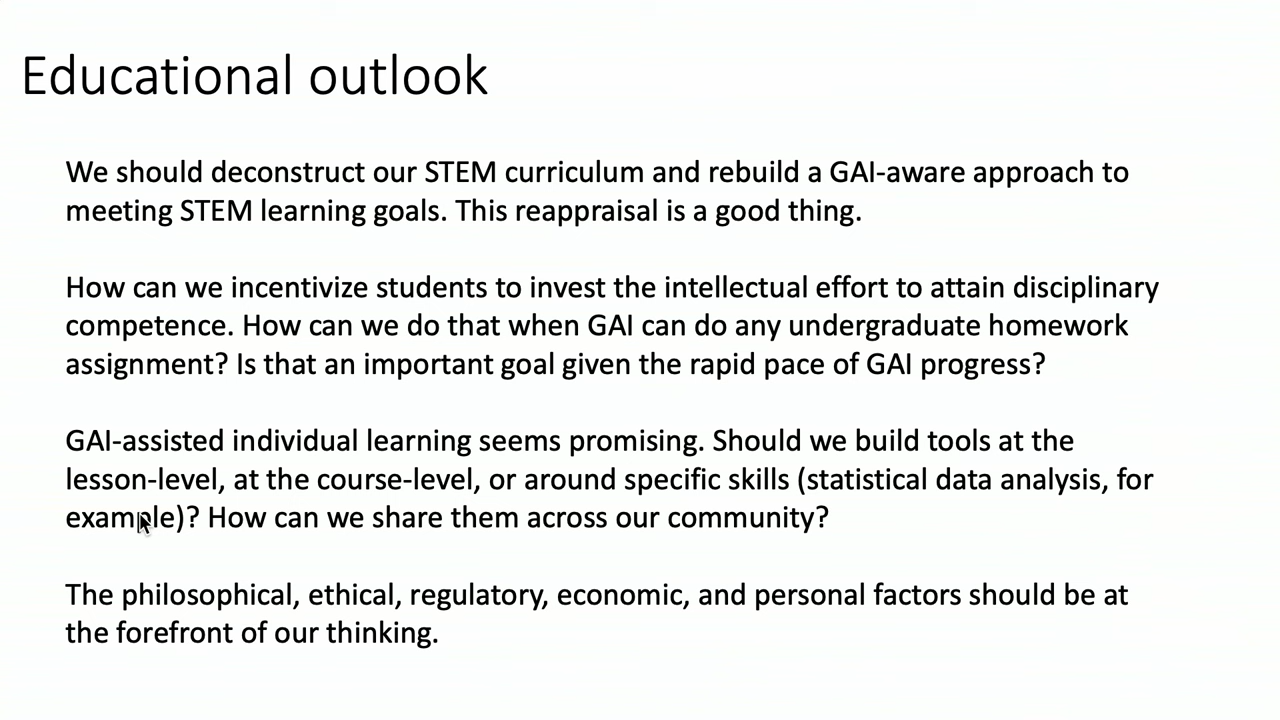 Educational outlook
We should deconstruct our STEM curriculum and rebuild a GAI-aware approach to
meeting STEM learning goals. This reappraisal is a good thing.
How can we incentivize students to invest the intellectual effort to attain disciplinary
competence. How can we do that when GAI can do any undergraduate homework
assignment? Is that an important goal given the rapid pace of GAI progress?
GAI-assisted individual learning seems promising. Should we build tools at the
lesson-level, at the course-level, or around specific skills (statistical data analysis, for
example)? How can we share them across our community?
The philosophical, ethical, regulatory, economic, and personal factors should be at
the forefront of our thinking.